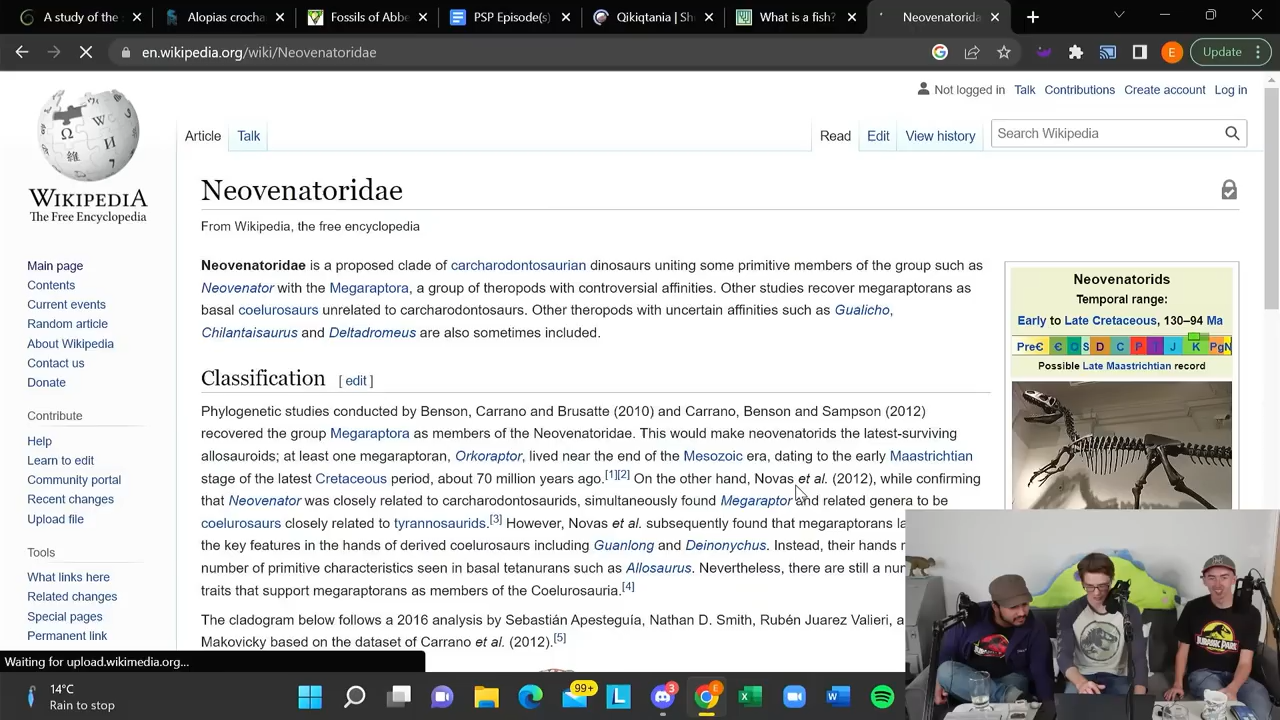 A study of the
Alopias crocha
Fossils of Abbe
PSP Episode(s)
Qikiqtania | Sh
What is a fish?
Neovenatorida
en.wikipedia.org/wiki/Neovenatoridae
E
Update
Not logged in Talk Contributions Create account Log in
Article Talk
Read Edit View history
Search Wikipedia
WIKIPEDIA
The Free Encyclopedia
Main page
Contents
Current events
Random article
About Wikipedia
Contact us
Donate
Contribute
Help
Learn to edit
Community portal
Recent changes
Upload file
Tools
What links here
Related changes
Special pages
Permanent link
Neovenatoridae
From Wikipedia, the free encyclopedia
Neovenatoridae is a proposed clade of carcharodontosaurian dinosaurs uniting some primitive members of the group such as
Neovenator with the Megaraptora, a group of theropods with controversial affinities. Other studies recover megaraptorans as
basal coelurosaurs unrelated to carcharodontosaurs. Other theropods with uncertain affinities such as Gualicho,
Chilantaisaurus and Deltadromeus are also sometimes included.
Classification [ edit ]
Phylogenetic studies conducted by Benson, Carrano and Brusatte (2010) and Carrano, Benson and Sampson (2012)
recovered the group Megaraptora as members of the Neovenatoridae. This would make neovenatorids the latest-surviving
allosauroids; at least one megaraptoran, Orkoraptor, lived near the end of the Mesozoic era, dating to the early Maastrichtian
stage of the latest Cretaceous period, about 70 million years ago.[1][2] On the other hand, Novas et al. (2012), while confirming
that Neovenator was closely related to carcharodontosaurids, simultaneously found Megaraptor and related genera to be
coelurosaurs closely related to tyrannosaurids.[3] However, Novas et al. subsequently found that megaraptorans la
the key features in the hands of derived coelurosaurs including Guanlong and Deinonychus. Instead, their hands r
number of primitive characteristics seen in basal tetanurans such as Allosaurus. Nevertheless, there are still a nur
traits that support megaraptorans as members of the Coelurosauria.[4]
The cladogram below follows a 2016 analysis by Sebastián Apesteguía, Nathan D. Smith, Rubén Juarez Valieri, a
Makovicky based on the dataset of Carrano et al. (2012).[5]
Neovenatorids
Temporal range:
Early to Late Cretaceous, 130–94 Ma
PreЄ Є O S D C P T J K PgN
Possible Late Maastrichtian record
JURASSIC PARK
Waiting for upload.wikimedia.org...
14°C
Rain to stop
99+
L
3
E